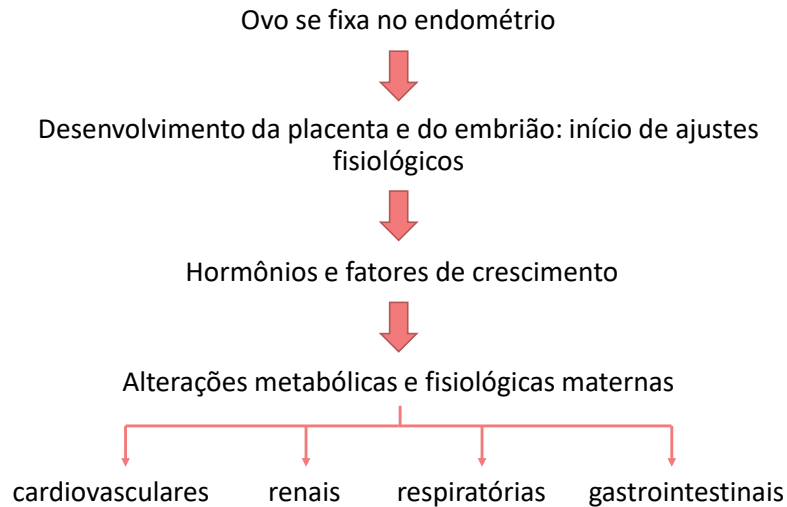 Ovo se fixa no endométrio
Desenvolvimento da placenta e do embrião: início de ajustes
fisiológicos
Hormônios e fatores de crescimento
Alterações metabólicas e fisiológicas maternas
cardiovasculares renais respiratórias gastrointestinais